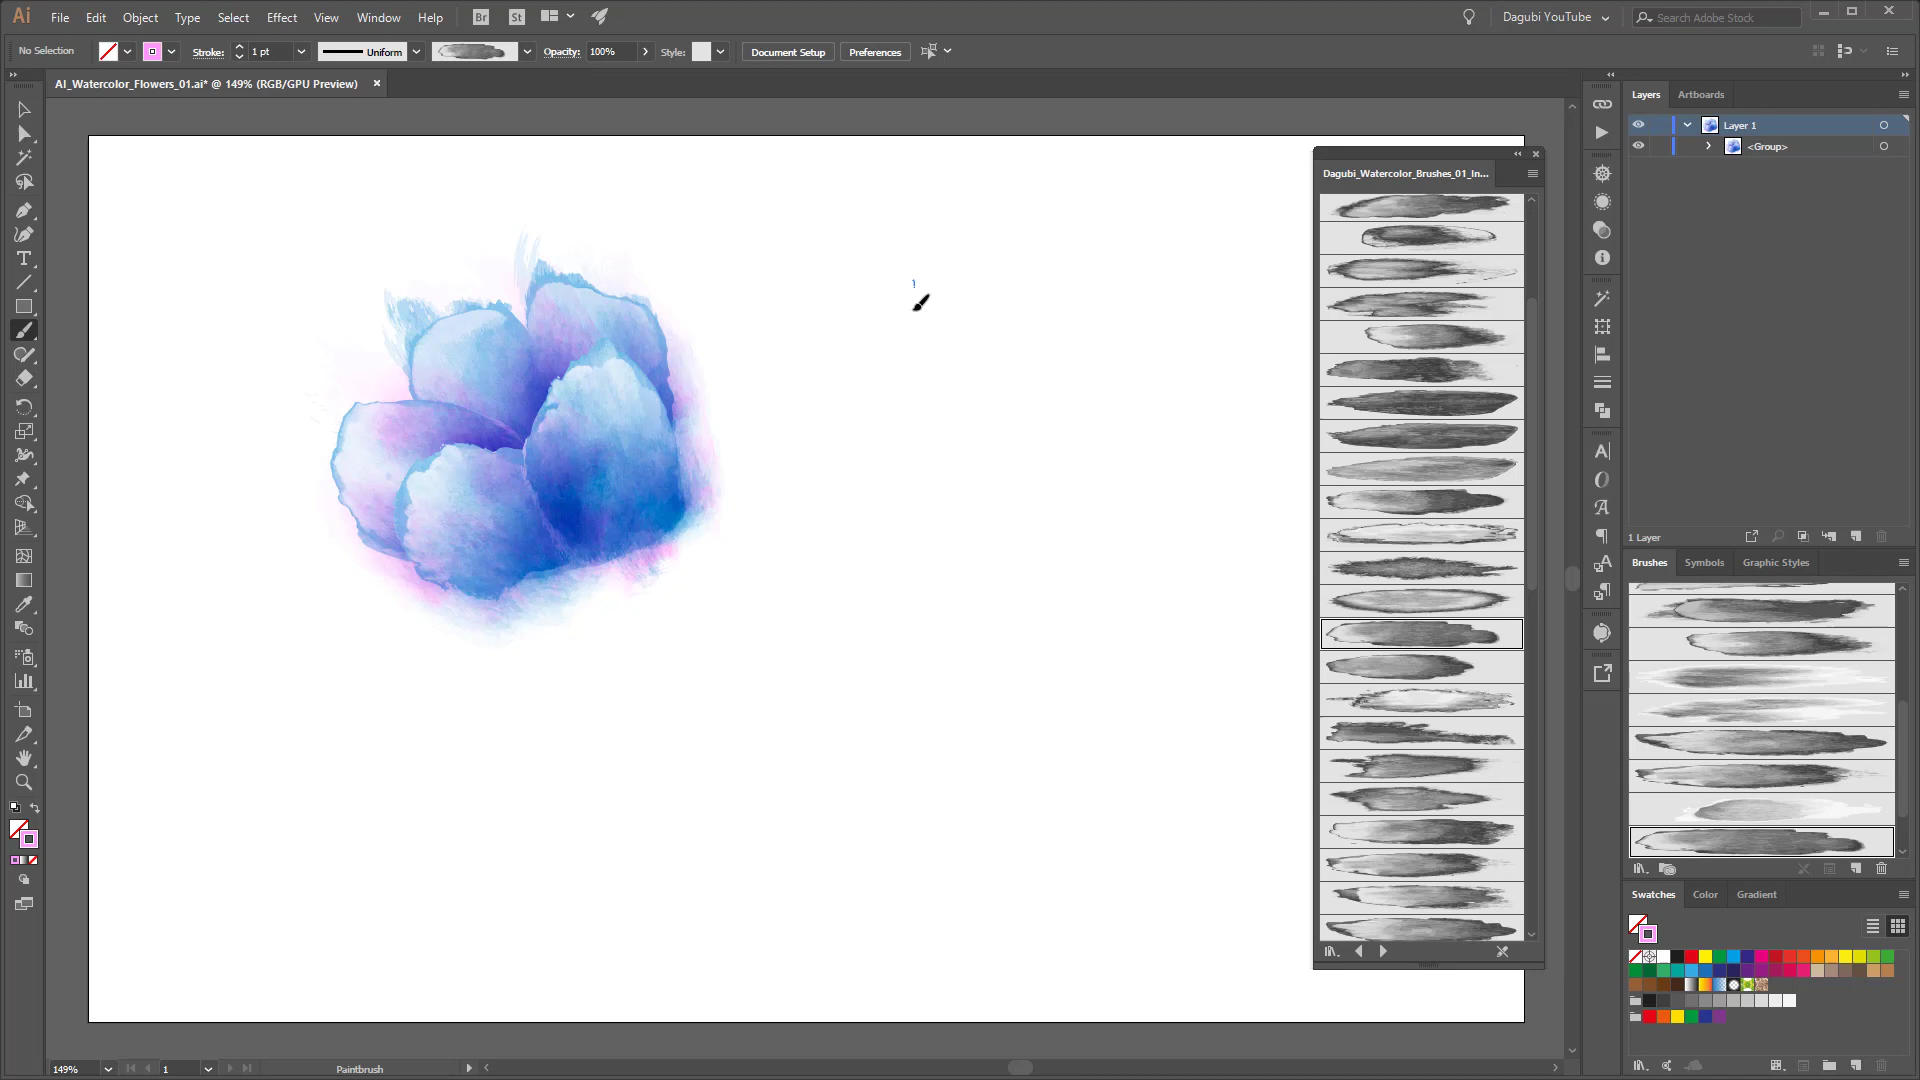 Ai File Edit Object Type Select Effect View Window Help Br St Dagubi YouTube Search Adobe Stock
No Selection Stroke: 1 pt Uniform Opacity: 100% Style: Document Setup Preferences
AI_Watercolor_Flowers_01.ai* @ 149% (RGB/GPU Preview)
Layers Artboards
Layer 1
<Group>
Dagubi_Watercolor_Brushes_01_In...
1 Layer
Brushes Symbols Graphic Styles
Swatches Color Gradient
149% 1 Paintbrush